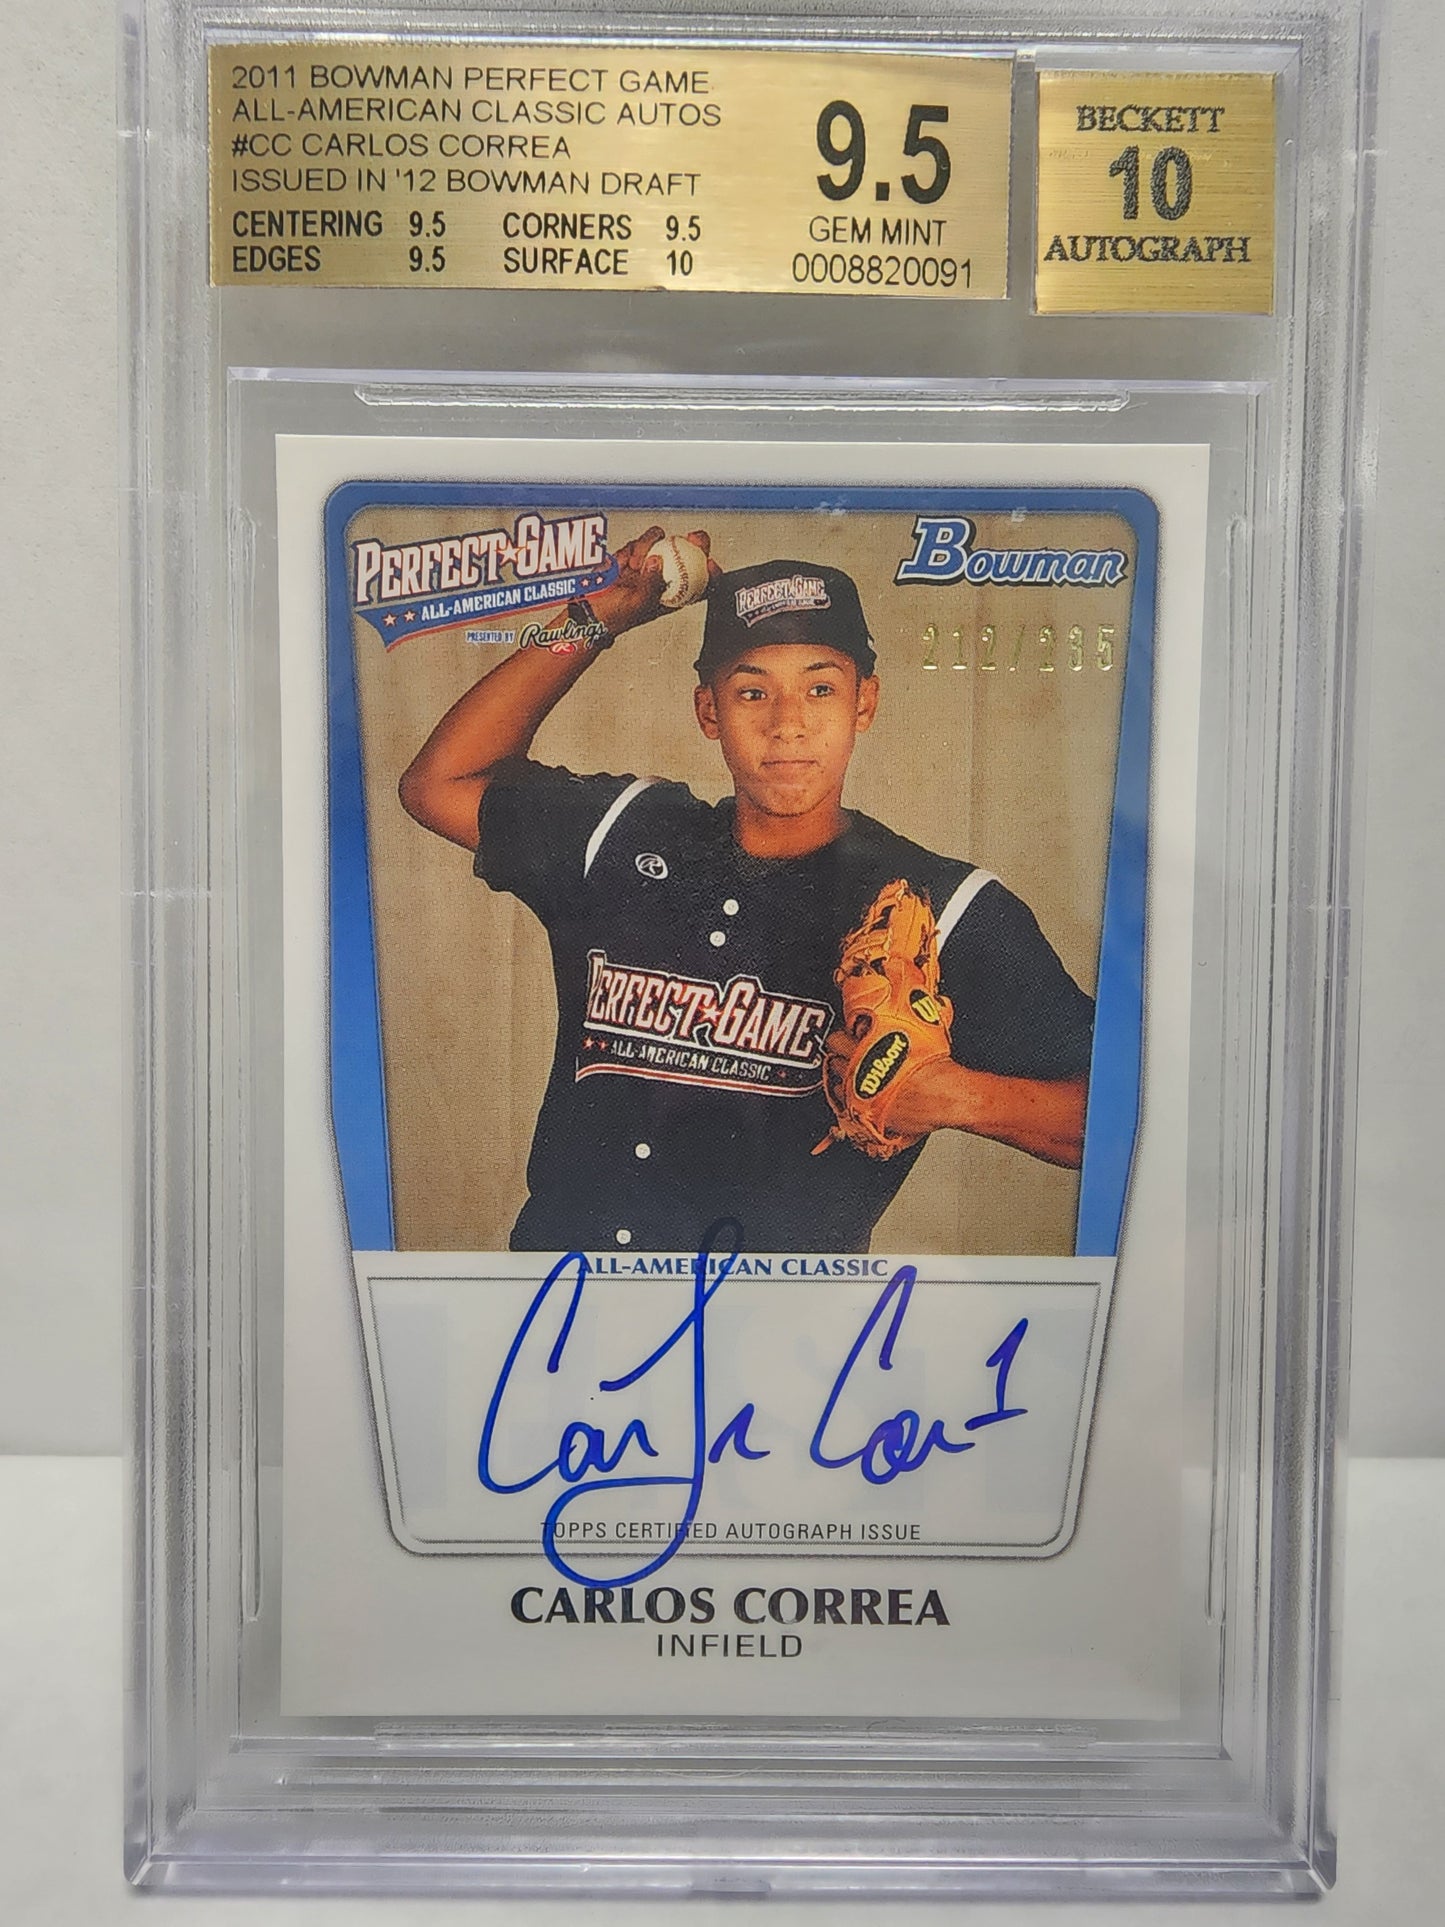 2011 BOWMAN PERFECT GAME
ALL-AMERICAN CLASSIC AUTOS
#CC CARLOS CORREA
ISSUED IN '12 BOWMAN DRAFT
CENTERING 9.5 CORNERS 9.5
EDGES 9.5 SURFACE 10
9.5
GEM MINT
0008820091
BECKETT
10
AUTOGRAPH
PERFECT GAME
ALL-AMERICAN CLASSIC
PRESENTED BY Rawlings
R
Bowman
212/235
PERFECT GAME
R
PERFECT GAME
ALL-AMERICAN CLASSIC
W
Wilson
ALL-AMERICAN CLASSIC
TOPPS CERTIFIED AUTOGRAPH ISSUE
CARLOS CORREA
INFIELD